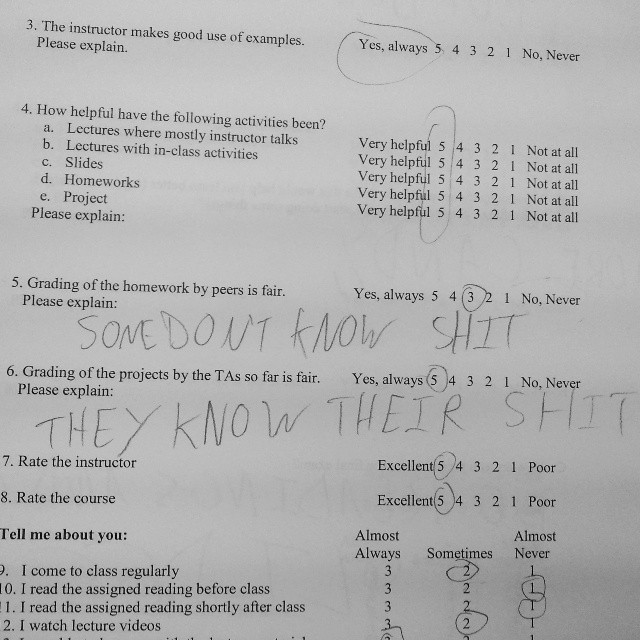 3. The instructor makes good use of examples. Yes, always 5 4 3 2 1 No, Never
Please explain.
4. How helpful have the following activities been?
a. Lectures where mostly instructor talks Very helpful 5 4 3 2 1 Not at all
b. Lectures with in-class activities Very helpful 5 4 3 2 1 Not at all
c. Slides Very helpful 5 4 3 2 1 Not at all
d. Homeworks Very helpful 5 4 3 2 1 Not at all
e. Project Very helpful 5 4 3 2 1 Not at all
Please explain:
5. Grading of the homework by peers is fair. Yes, always 5 4 3 2 1 No, Never
Please explain:
SOME DON'T KNOW SHIT
6. Grading of the projects by the TAs so far is fair. Yes, always 5 4 3 2 1 No, Never
Please explain:
THEY KNOW THEIR SHIT
7. Rate the instructor Excellent 5 4 3 2 1 Poor
8. Rate the course Excellent 5 4 3 2 1 Poor
Tell me about you: Almost Almost
Always Sometimes Never
9. I come to class regularly 3 2 1
10. I read the assigned reading before class 3 2 1
11. I read the assigned reading shortly after class 3 2 1
2. I watch lecture videos 3 2 1